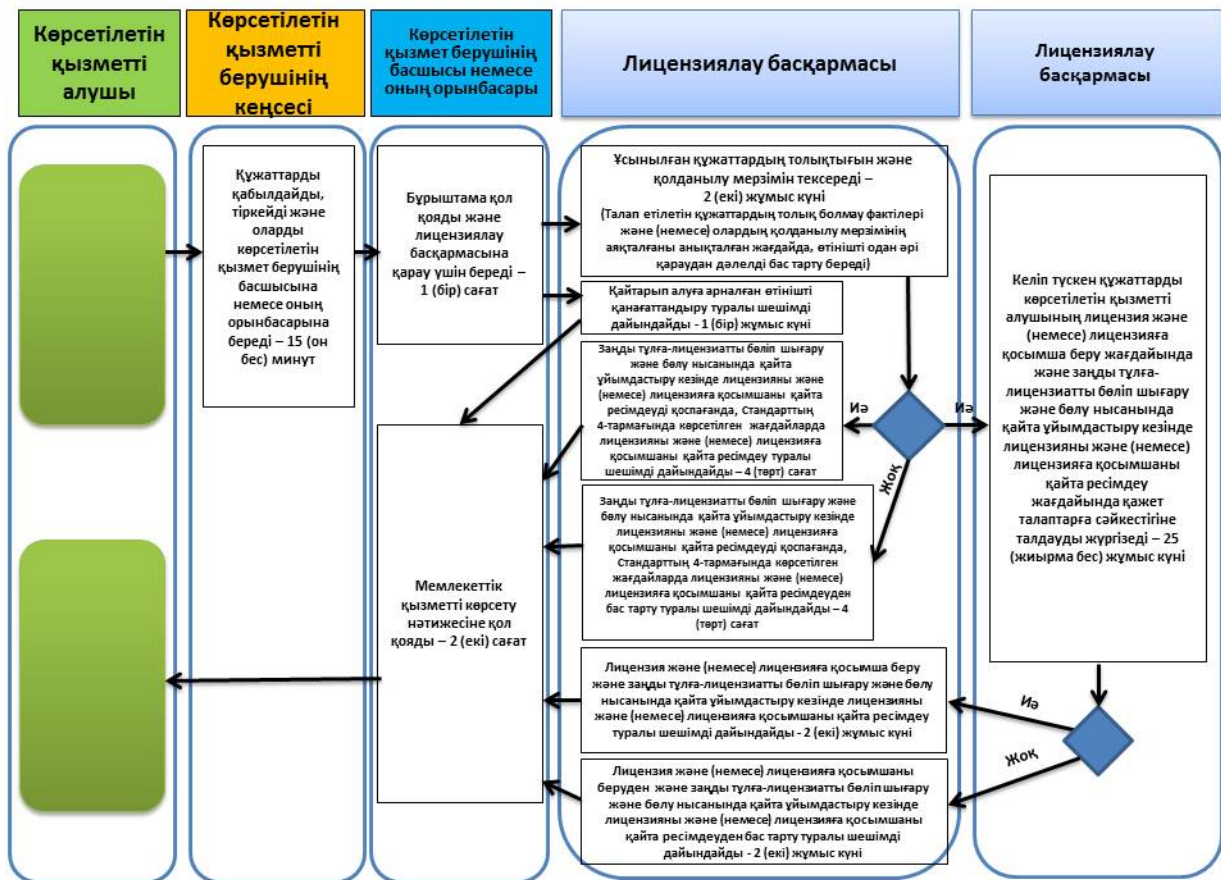 Көрсетілетін
қызметті
алушы
Көрсетілетін
қызметті
берушінің
кеңсесі
Көрсетілетін
қызмет берушінің
басшысы немесе
оның орынбасары
Лицензиялау басқармасы
Лицензиялау
басқармасы
Құжаттарды
қабылдайды,
тіркейді және
оларды
көрсетілетін
қызмет берушінің
басшысына
немесе оның
орынбасарына
береді – 15 (он
бес) минут
Бұрыштама қол
қояды және
лицензиялау
басқармасына
қарау үшін береді –
1 (бір) сағат
Ұсынылған құжаттардың толықтығын және
қолданылу мерзімін тексереді –
2 (екі) жұмыс күні
(Талап етілетін құжаттардың толық болмау фактілері
және (немесе) олардың қолданылу мерзімінің
аяқталғаны анықталған жағдайда, өтінішті одан әрі
қараудан дәлелді бас тарту береді)
Қайтарып алуға арналған өтінішті
қанағаттандыру туралы шешімді
дайындайды - 1 (бір) жұмыс күні
Заңды тұлға-лицензиатты бөліп шығару
және бөлу нысанында қайта
ұйымдастыру кезінде лицензияны және
(немесе) лицензияға қосымшаны қайта
ресімдеуді қоспағанда, Стандарттың
4-тармағында көрсетілген жағдайларда
лицензияны және (немесе) лицензияға
қосымшаны қайта ресімдеу туралы
шешімді дайындайды – 4 (төрт) сағат
Иә
Иә
Жоқ
Заңды тұлға-лицензиатты бөліп шығару және
бөлу нысанында қайта ұйымдастыру кезінде
лицензияны және (немесе) лицензияға
қосымшаны қайта ресімдеуді қоспағанда,
Стандарттың 4-тармағында көрсетілген
жағдайларда лицензияны және (немесе)
лицензияға қосымшаны қайта ресімдеуден
бас тарту туралы шешімді дайындайды – 4
(төрт) сағат
Келіп түскен құжаттарды
көрсетілетін қызметті
алушының лицензия және
(немесе) лицензияға
қосымша беру жағдайында
және заңды тұлға-
лицензиатты бөліп шығару
және бөлу нысанында
қайта ұйымдастыру кезінде
лицензияны және (немесе)
лицензияға қосымшаны
қайта ресімдеу
жағдайында қажет
талаптарға сәйкестігіне
талдауды жүргізеді – 25
(жиырма бес) жұмыс күні
Мемлекеттік
қызметті көрсету
нәтижесіне қол
қояды – 2 (екі) сағат
Лицензия және (немесе) лицензияға қосымша беру
және заңды тұлға-лицензиатты бөліп шығару және бөлу
нысанында қайта ұйымдастыру кезінде лицензияны
және (немесе) лицензияға қосымшаны қайта ресімдеу
туралы шешімді дайындайды - 2 (екі) жұмыс күні
Иә
Жоқ
Лицензия және (немесе) лицензияға қосымшаны
беруден және заңды тұлға-лицензиатты бөліп шығару
және бөлу нысанында қайта ұйымдастыру кезінде
лицензияны және (немесе) лицензияға қосымшаны
қайта ресімдеуден бас тарту туралы шешімді
дайындайды - 2 (екі) жұмыс күні